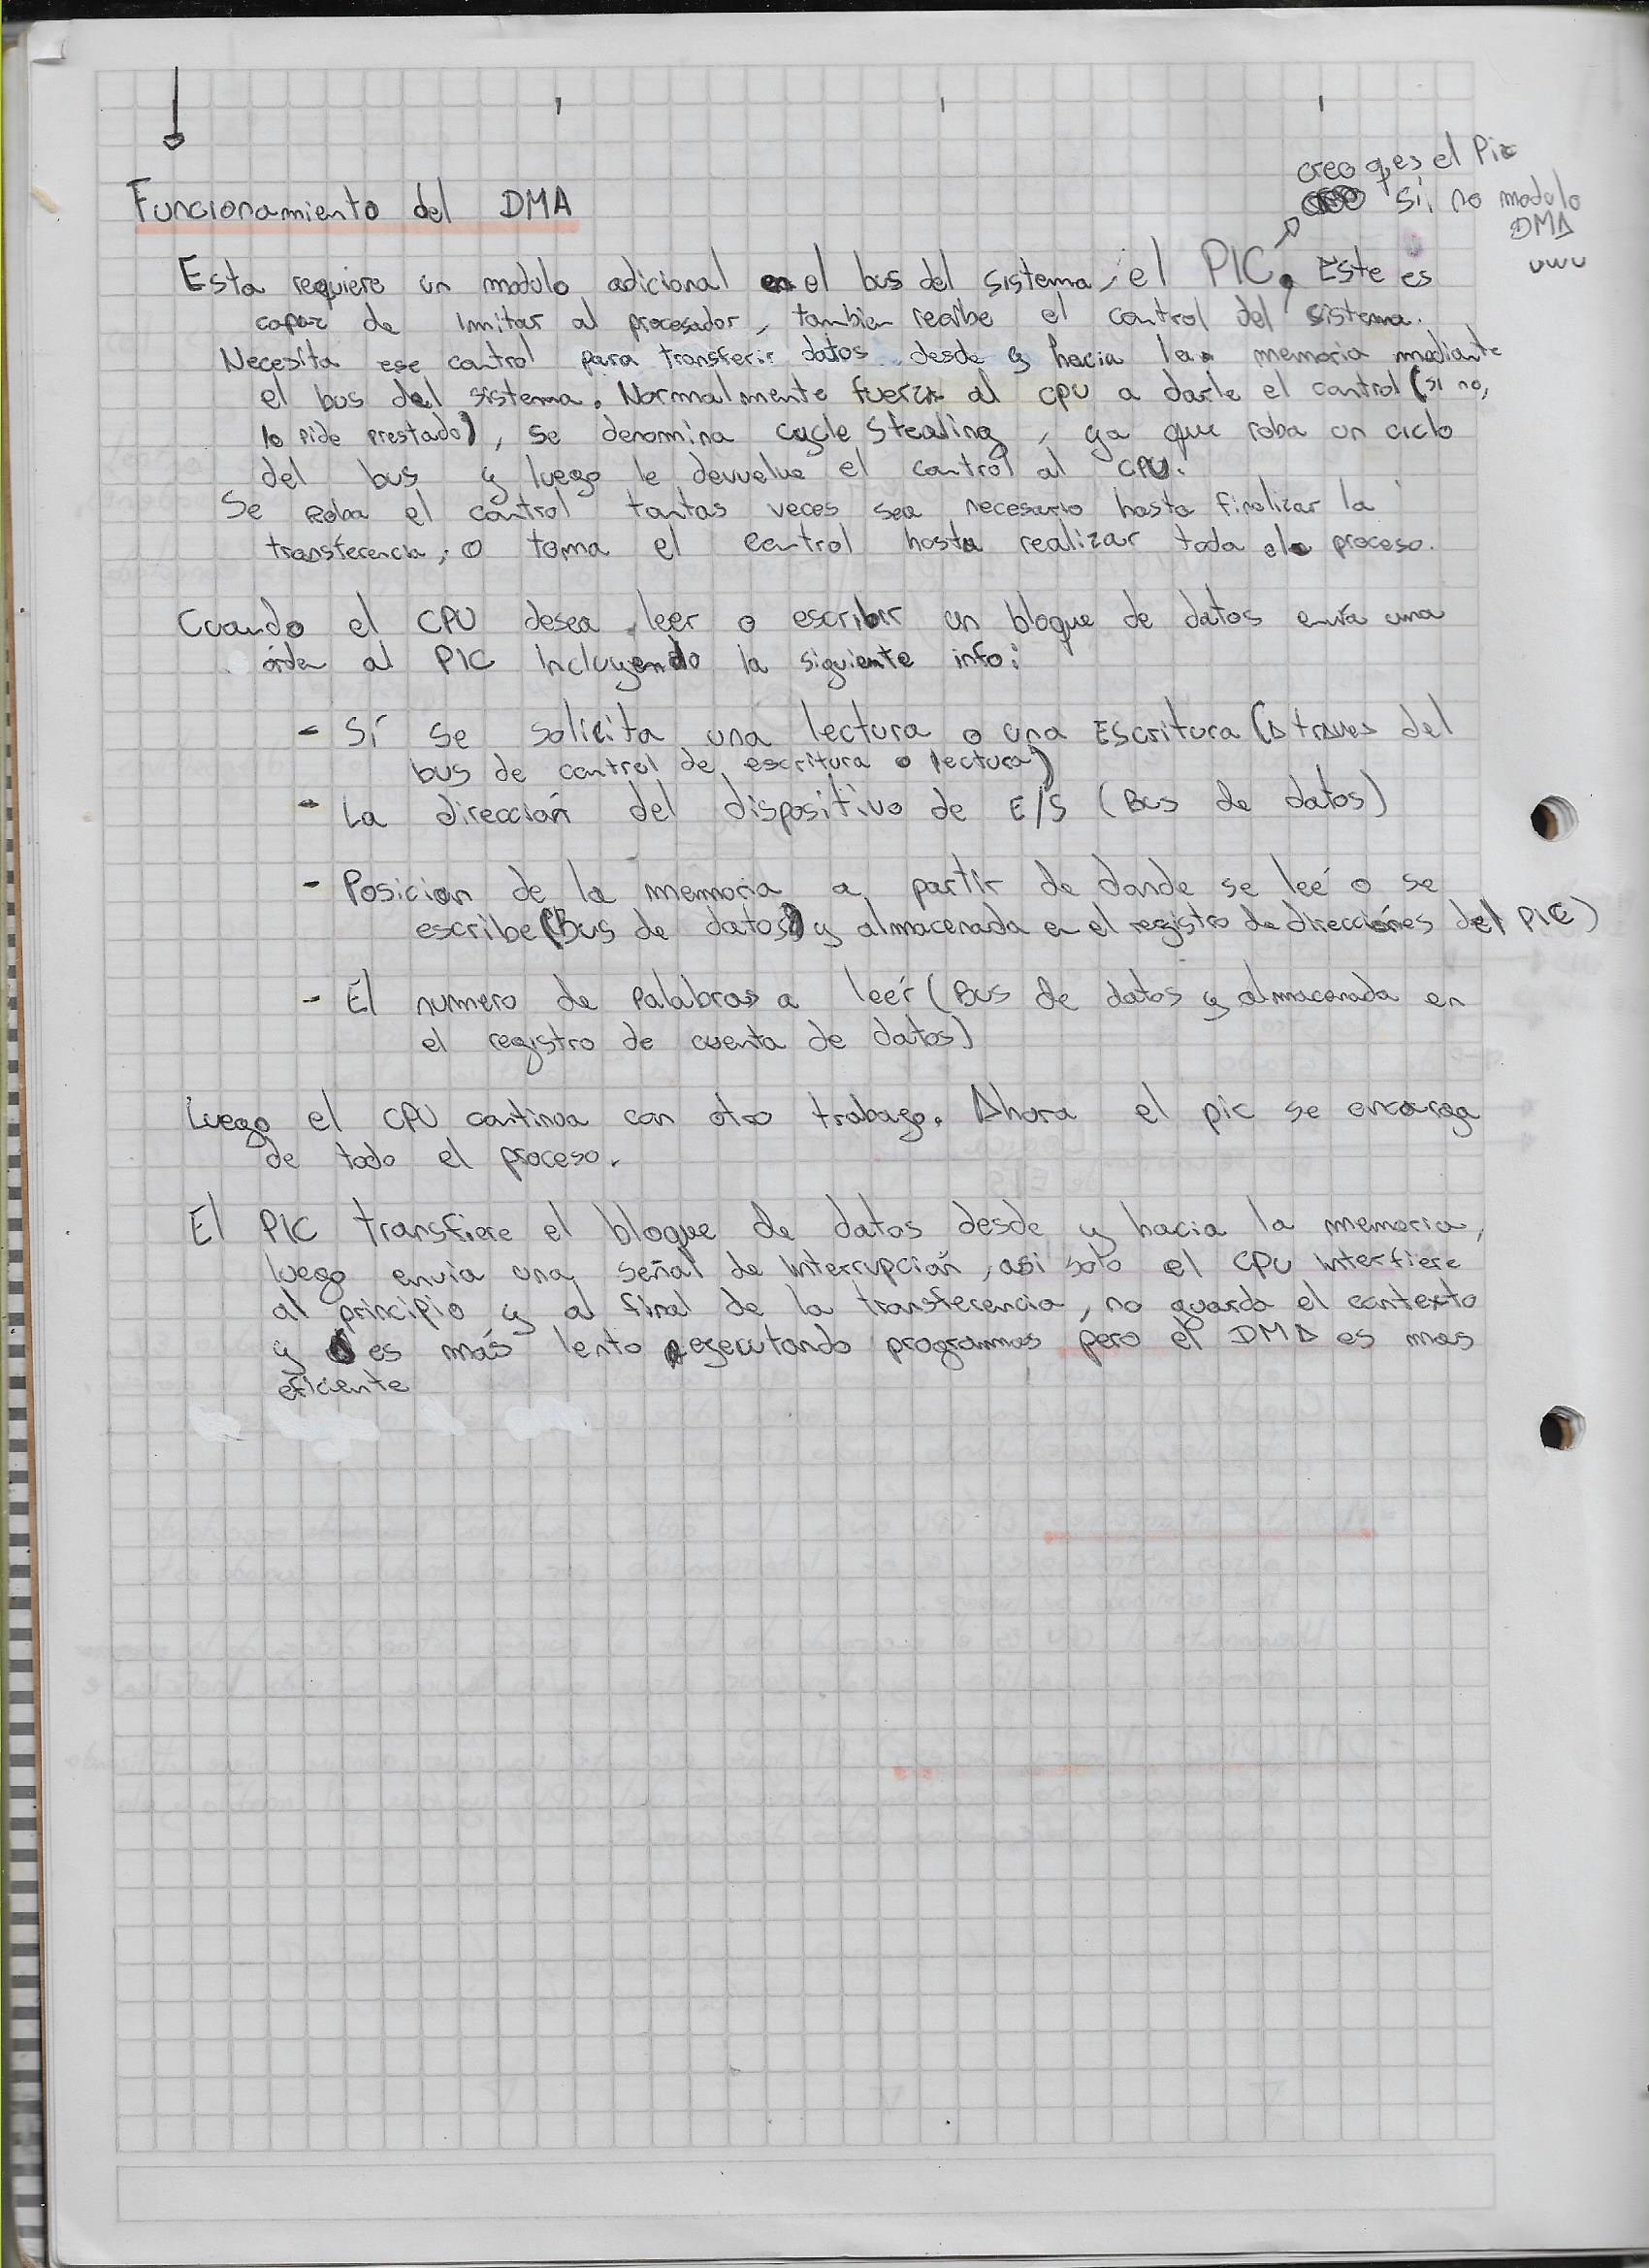 creo q es el Pic
Si, no modulo
DMA
uwu
Funcionamiento del DMA
Esta requiere un modulo adicional en el bus del sistema, el PIC. Este es
capaz de imitar al procesador, tambien recibe el control del sistema.
Necesita ese control para transferir datos desde y hacia la memoria mediante
el bus del sistema. Normalmente fuerza al CPU a darle el control (si no,
lo pide prestado), se denomina cycle Stealing, ya que roba un ciclo
del bus y luego le devuelve el control al CPU.
Se Roba el control tantas veces sea necesario hasta finalizar la
transferencia, o toma el control hasta realizar todo el proceso.
Cuando el CPU desea leer o escribir un bloque de datos envía una
órden al PIC Incluyendo la siguiente info:
- Sí se solicita una lectura o una Escritura (A traves del
bus de control de escritura o lectura)
- La dirección del dispositivo de E/S (Bus de datos)
- Posicion de la memoria a partir de donde se leé o se
escribe (Bus de datos) y almacenada en el registro de direcciónes del PIC)
- El numero de Palabras a leér (Bus de datos y almacenada en
el registro de cuenta de datos)
Luego el CPU continua con otro trabago. Ahora el pic se encarga
de todo el proceso.
El PIC transfiere el bloque de datos desde y hacia la memoria,
luego envia una señal de Interrupción, asi solo el CPU Interfiere
al principio y al final de la transferencia, no guarda el contexto
y es más lento egecutando programas pero el DMA es mas
eficiente